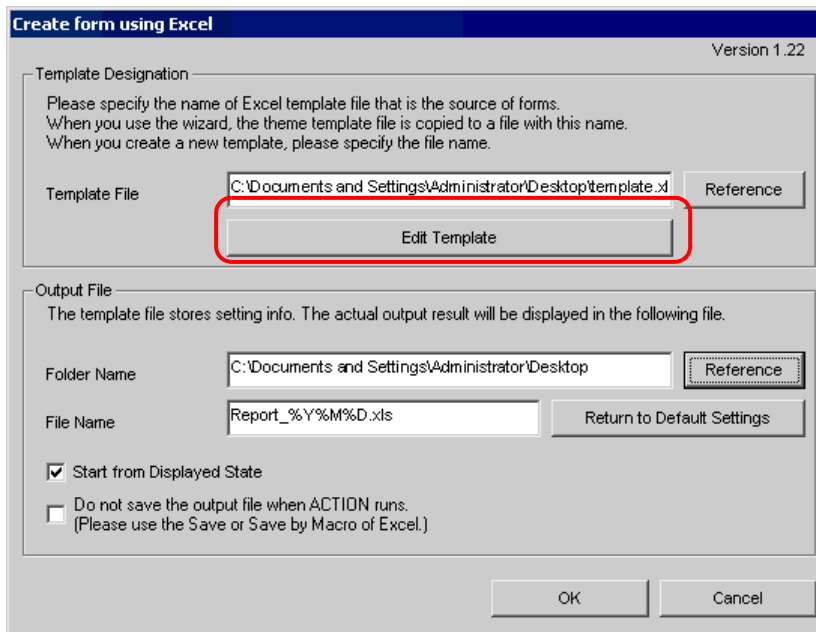 Create form using Excel
Version 1.22
Template Designation
Please specify the name of Excel template file that is the source of forms.
When you use the wizard, the theme template file is copied to a file with this name.
When you create a new template, please specify the file name.
Template File
C:\Documents and Settings\Administrator\Desktop\template.xl
Reference
Edit Template
Output File
The template file stores setting info. The actual output result will be displayed in the following file.
Folder Name
C:\Documents and Settings\Administrator\Desktop
Reference
File Name
Report_%Y%M%D.xls
Return to Default Settings
Start from Displayed State
Do not save the output file when ACTION runs.
(Please use the Save or Save by Macro of Excel.)
OK
Cancel